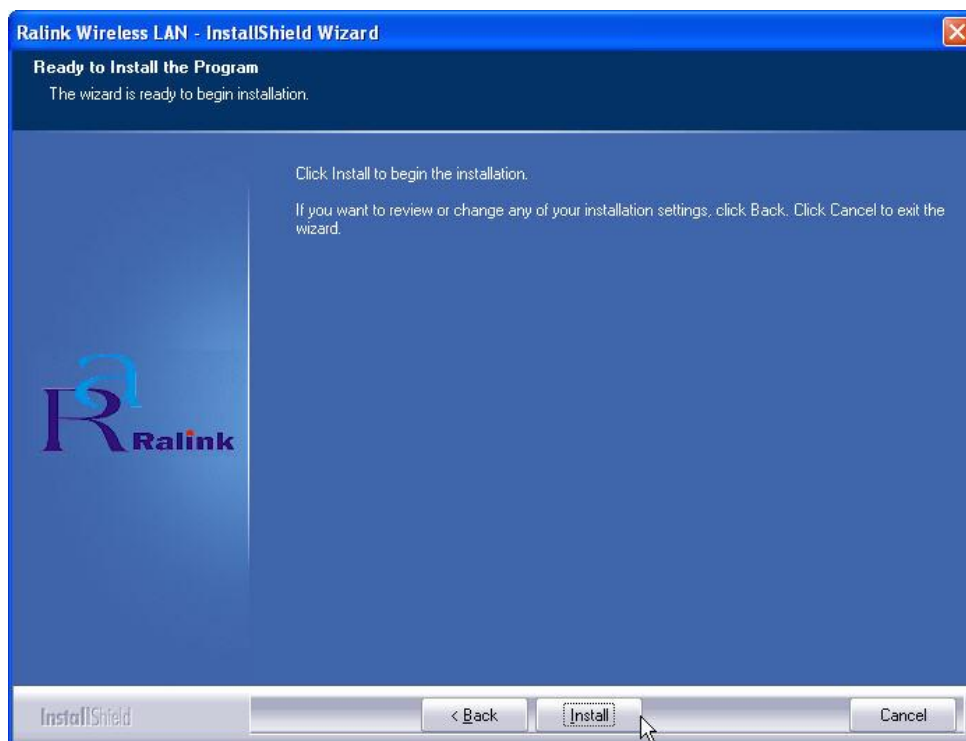 Ralink Wireless LAN - InstallShield Wizard
Ready to Install the Program
The wizard is ready to begin installation.
Click Install to begin the installation.
If you want to review or change any of your installation settings, click Back. Click Cancel to exit the
wizard.
Ra
Ralink
InstallShield
< Back
Install
Cancel